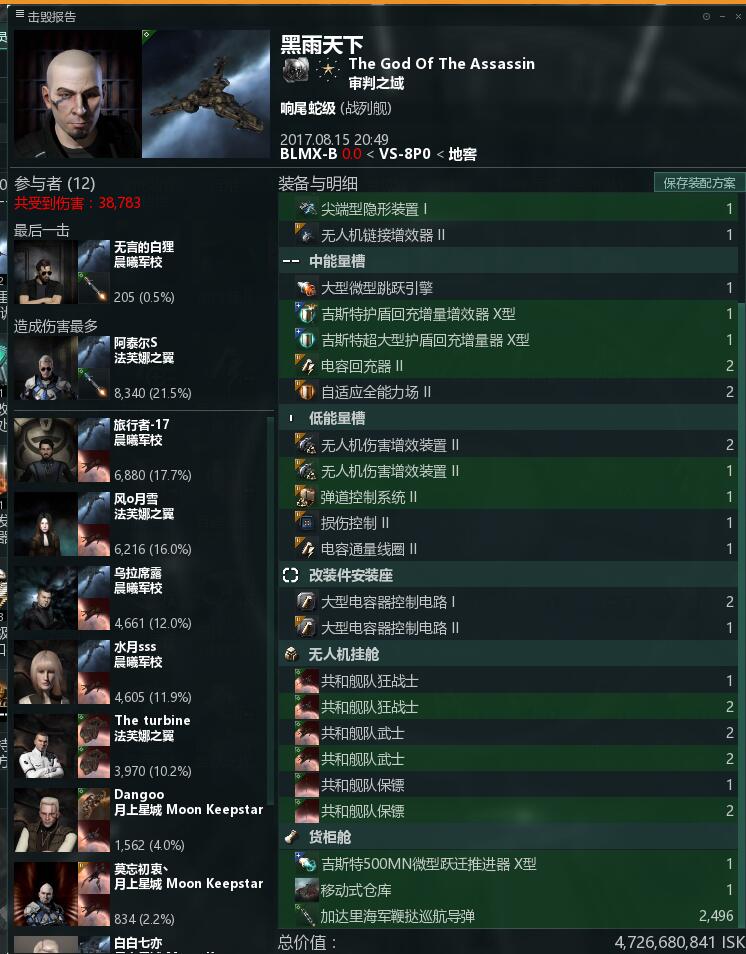 击毁报告
黑雨天下
The God Of The Assassin
审判之域
响尾蛇级 (战列舰)
2017.08.15 20:49
BLMX-B 0.0 < VS-8P0 < 地窖
参与者 (12)
共受到伤害：38,783
最后一击
无言的白狸
晨曦军校
205 (0.5%)
造成伤害最多
阿泰尔S
法芙娜之翼
8,340 (21.5%)
旅行者-17
晨曦军校
6,880 (17.7%)
风o月雪
法芙娜之翼
6,216 (16.0%)
乌拉席露
晨曦军校
4,661 (12.0%)
水月sss
晨曦军校
4,605 (11.9%)
The turbine
法芙娜之翼
3,970 (10.2%)
Dangoo
月上星城 Moon Keepstar
1,562 (4.0%)
莫忘初衷丶
月上星城 Moon Keepstar
834 (2.2%)
白白七亦
装备与明细
保存装配方案
尖端型隐形装置 I 1
无人机链接增效器 II 1
中能量槽
大型微型跳跃引擎 1
吉斯特护盾回充增量增效器 X型 1
吉斯特超大型护盾回充增量器 X型 1
电容回充器 II 2
自适应全能力场 II 2
低能量槽
无人机伤害增效装置 II 2
无人机伤害增效装置 II 1
弹道控制系统 II 1
损伤控制 II 1
电容通量线圈 II 1
改装件安装座
大型电容器控制电路 I 2
大型电容器控制电路 II 1
无人机挂舱
共和舰队狂战士 1
共和舰队狂战士 2
共和舰队武士 2
共和舰队武士 2
共和舰队保镖 1
共和舰队保镖 2
货柜舱
吉斯特500MN微型跃迁推进器 X型 1
移动式仓库 1
加达里海军鞭挞巡航导弹 2,496
总价值： 4,726,680,841 ISK